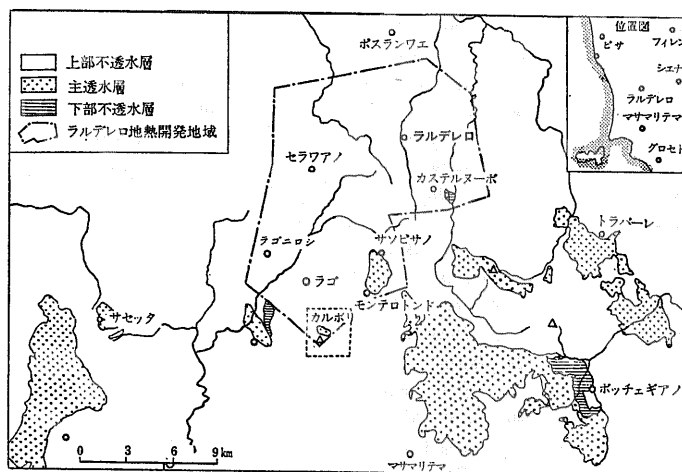 上部不透水層
主透水層
下部不透水層
ラルデレロ地熱開発地域
位置図
ピサ
フィレン
シエナ
ラルデレロ
マサマリテマ
グロセト
ポスランワエ
ラルデレロ
セラワアノ
カステルヌーボ
トラバーレ
ラゴニロシ
サソピサノ
ラゴ
モンテロトンド
サセッタ
カルボリ
ボッチェギアノ
マサマリテマ
0 3 6 9 km